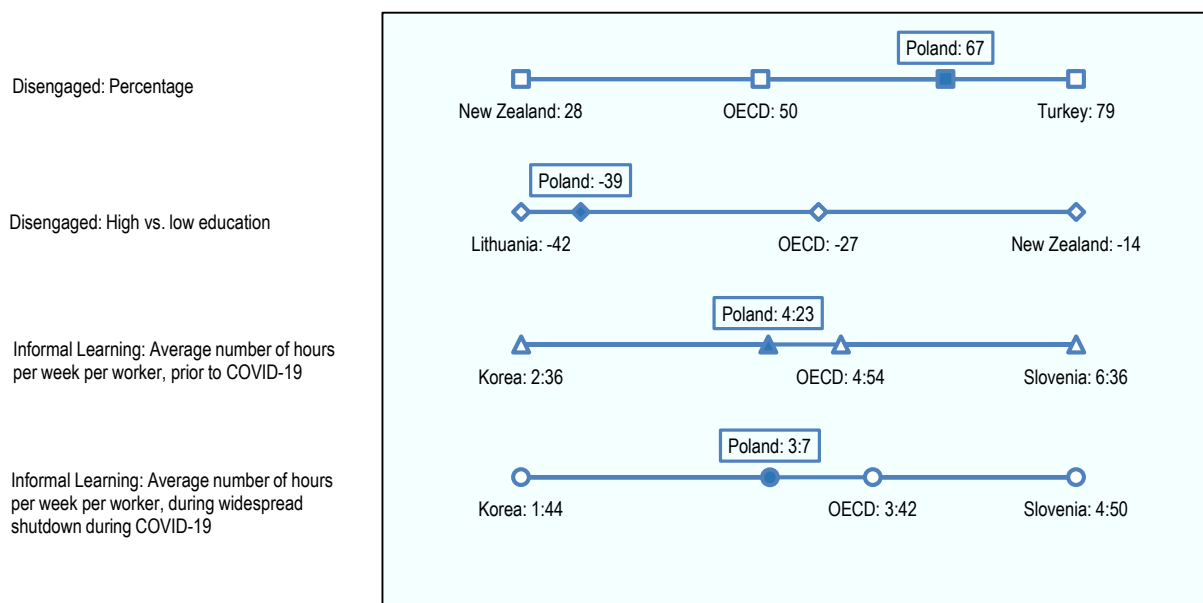 Poland: 67
Disengaged: Percentage
New Zealand: 28 OECD: 50 Turkey: 79
Poland: -39
Disengaged: High vs. low education
Lithuania: -42 OECD: -27 New Zealand: -14
Poland: 4:23
Informal Learning: Average number of hours
per week per worker, prior to COVID-19
Korea: 2:36 OECD: 4:54 Slovenia: 6:36
Poland: 3:7
Informal Learning: Average number of hours
per week per worker, during widespread
shutdown during COVID-19
Korea: 1:44 OECD: 3:42 Slovenia: 4:50